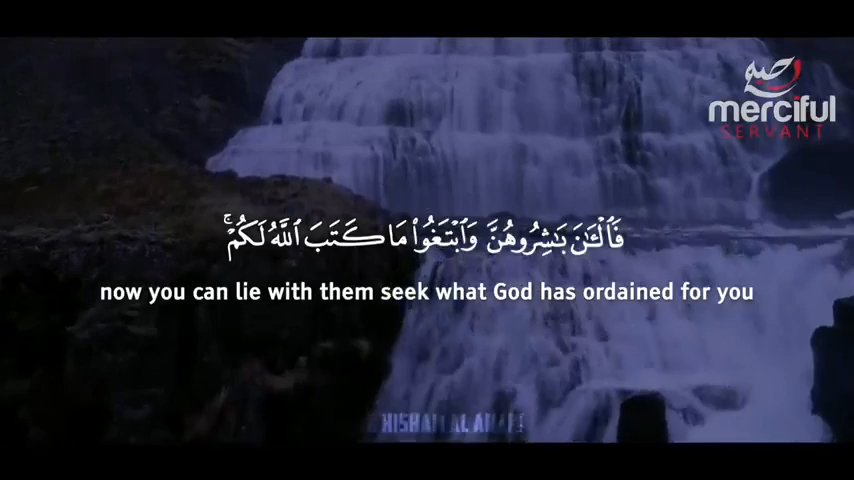 merciful
SERVANT
فَٱلْـَٰٔنَ بَـٰشِرُوهُنَّ وَٱبْتَغُوا۟ مَا كَتَبَ ٱللَّهُ لَكُمْ ۚ
now you can lie with them seek what God has ordained for you